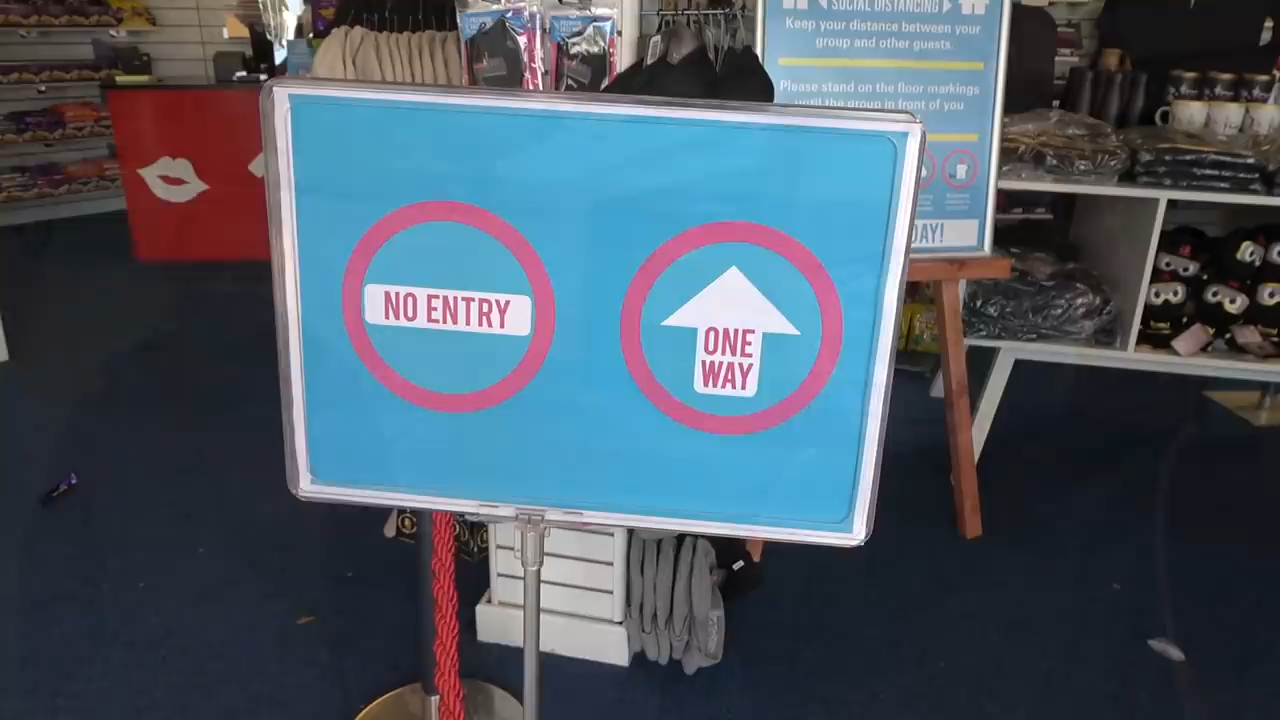 SOCIAL DISTANCING
Keep your distance between your
group and other guests.
Please stand on the floor markings
until the group in front of you
DAY!
NO ENTRY
ONE
WAY